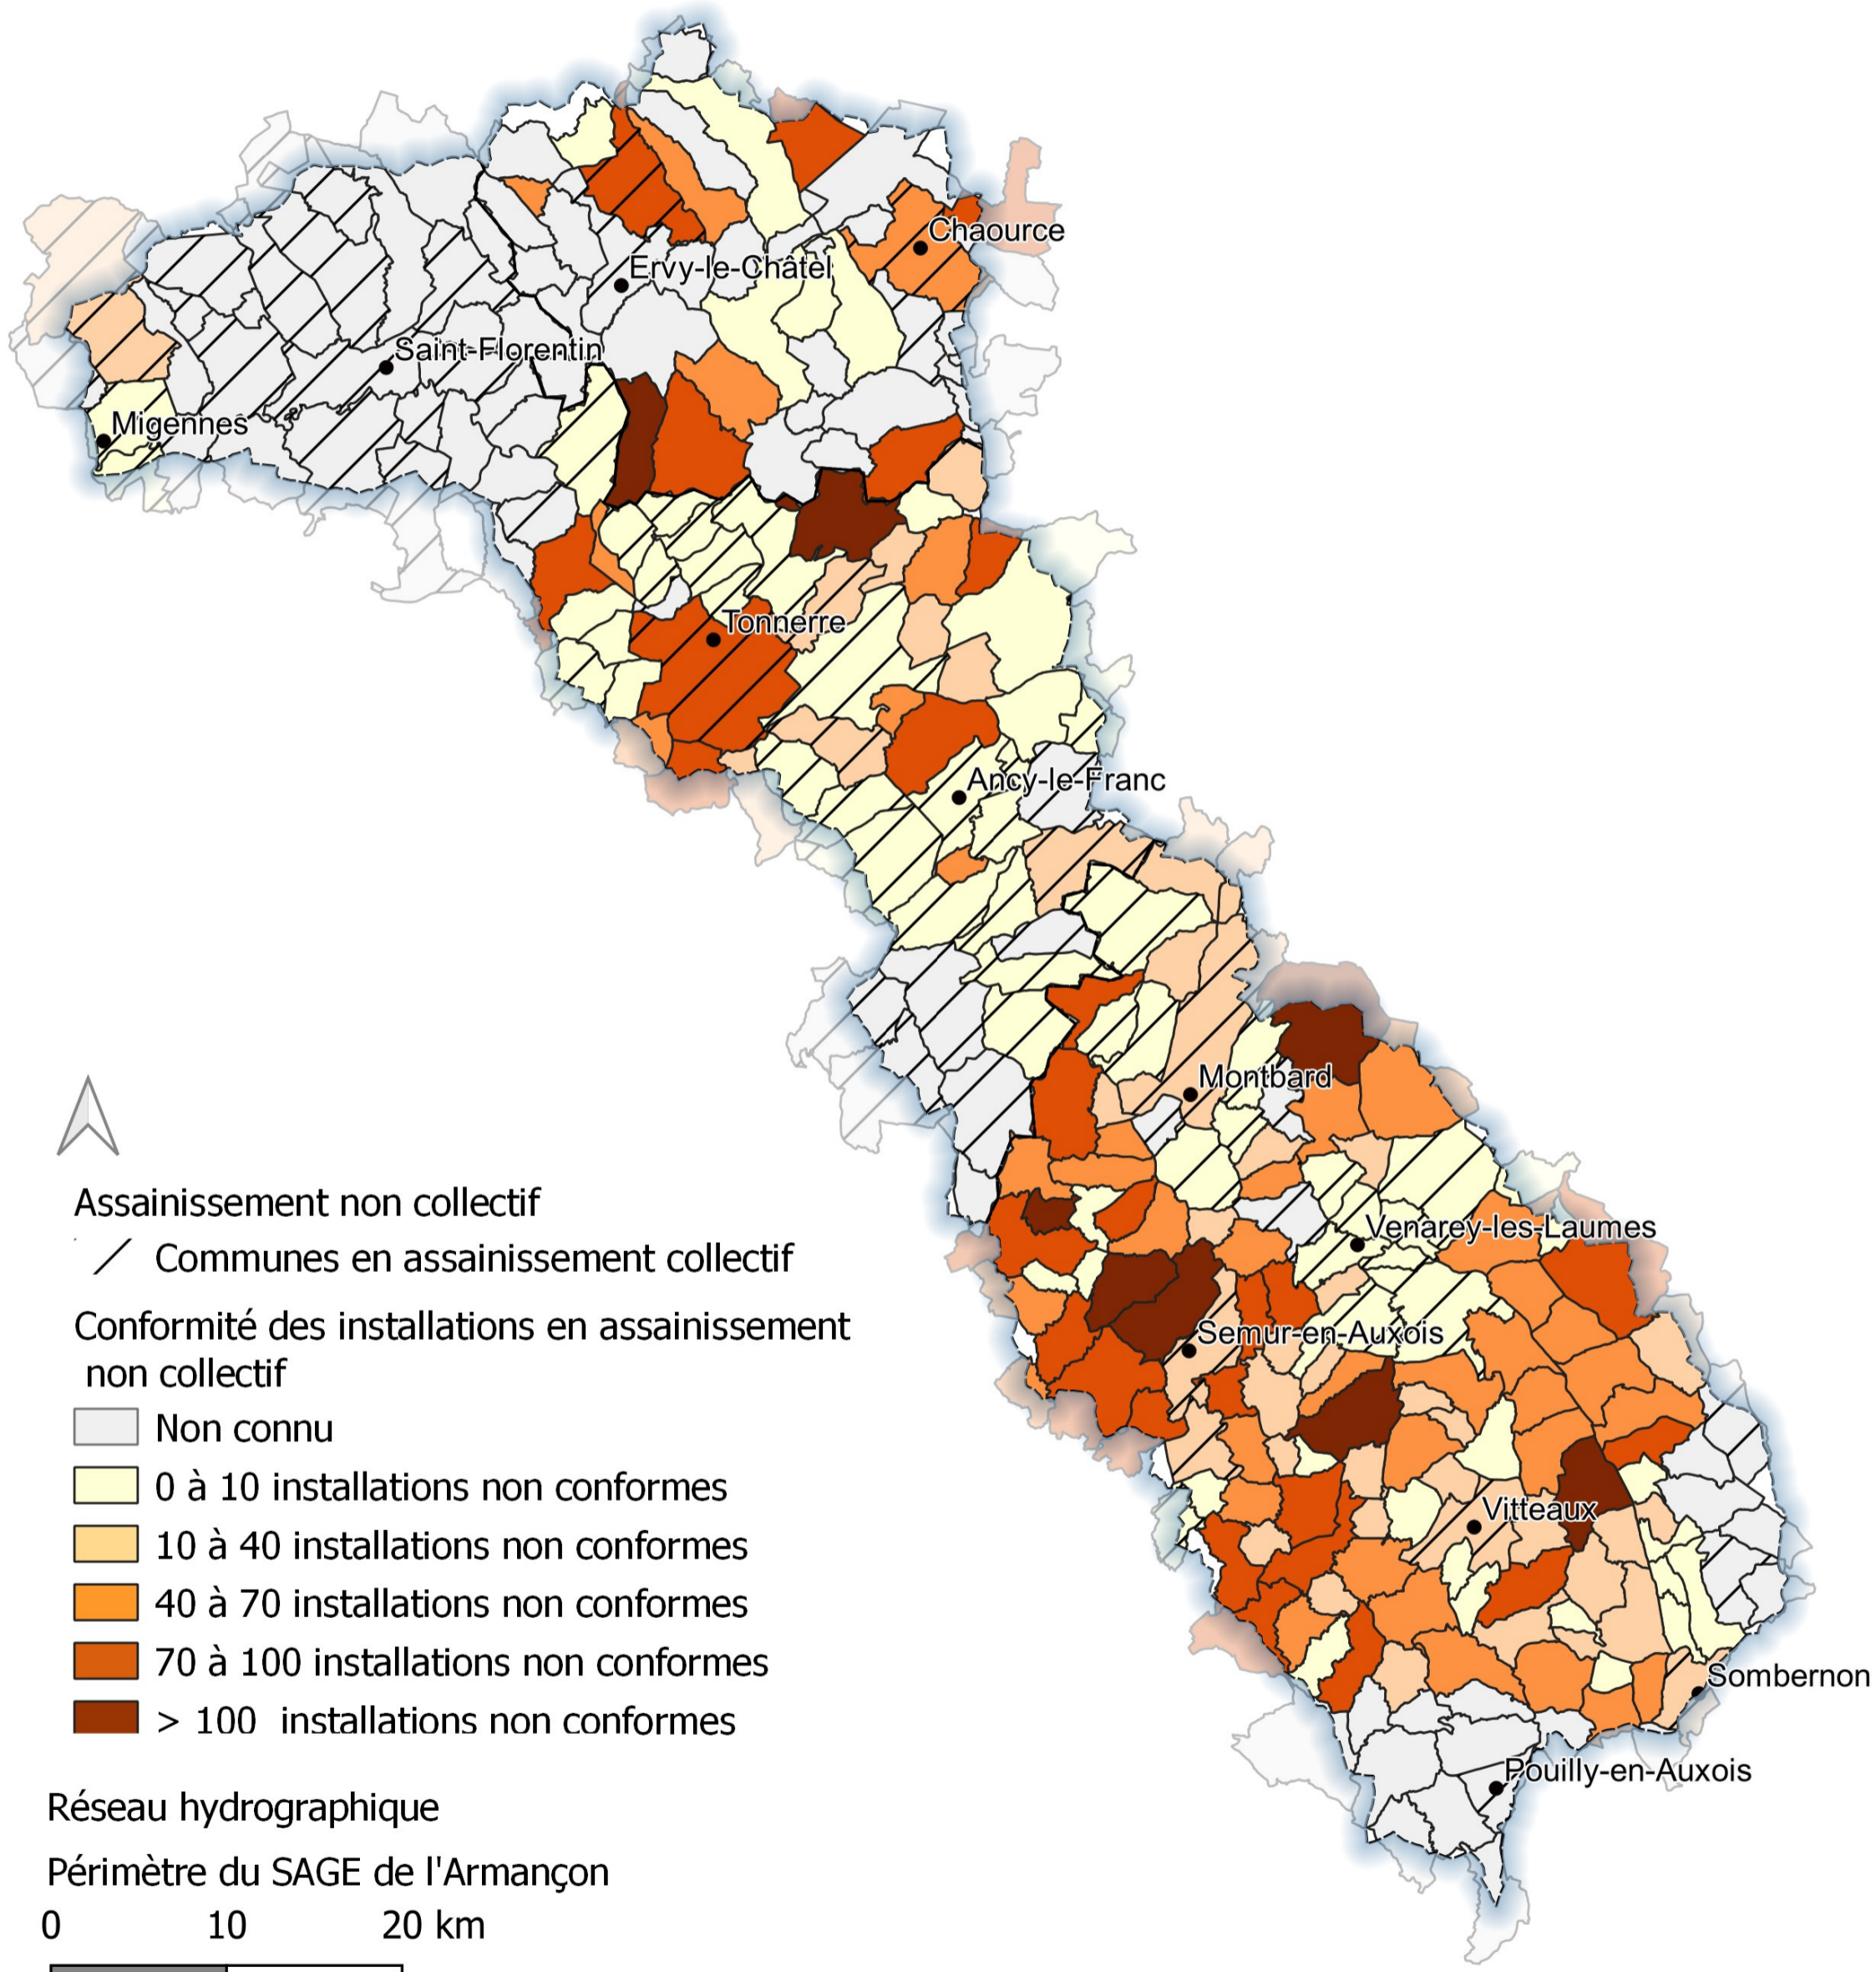 Chaource
Ervy-le-Châtel
Saint-Florentin
Migennes
Tonnerre
Ancy-le-Franc
Montbard
Venarey-les-Laumes
Semur-en-Auxois
Vitteaux
Sombernon
Pouilly-en-Auxois
Assainissement non collectif
Communes en assainissement collectif
Conformité des installations en assainissement
non collectif
Non connu
0 à 10 installations non conformes
10 à 40 installations non conformes
40 à 70 installations non conformes
70 à 100 installations non conformes
> 100 installations non conformes
Réseau hydrographique
Périmètre du SAGE de l'Armançon
0 10 20 km